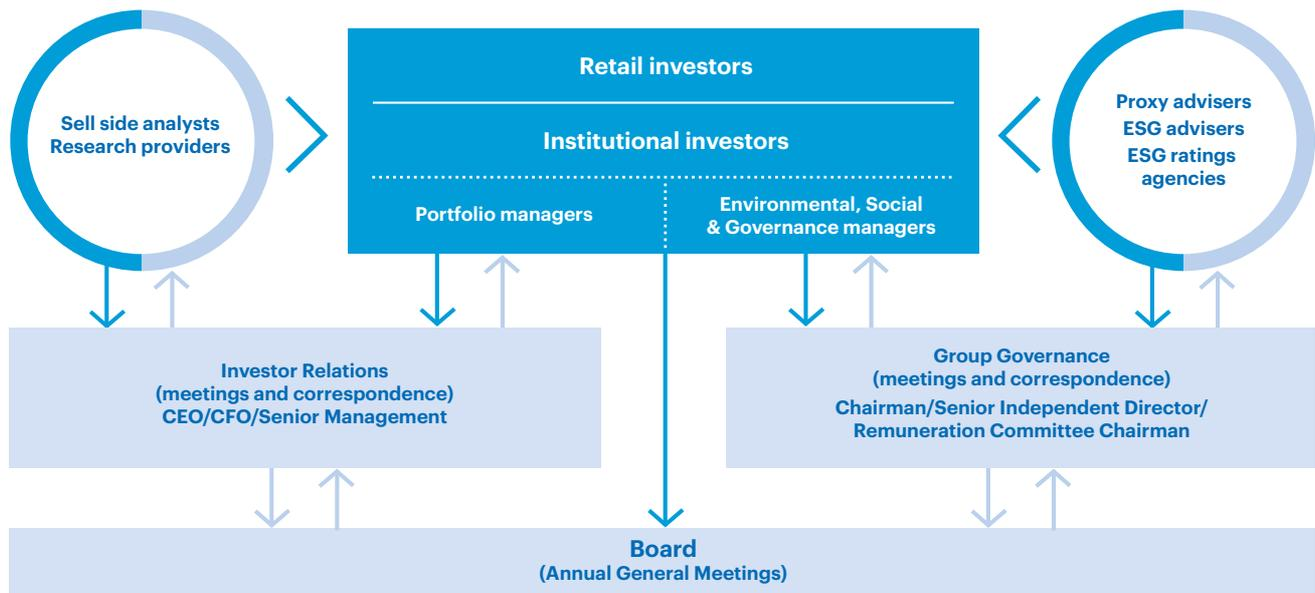 Sell side analysts
Research providers
Retail investors
Institutional investors
Portfolio managers
Environmental, Social
& Governance managers
Proxy advisers
ESG advisers
ESG ratings
agencies
Investor Relations
(meetings and correspondence)
CEO/CFO/Senior Management
Group Governance
(meetings and correspondence)
Chairman/Senior Independent Director/
Remuneration Committee Chairman
Board
(Annual General Meetings)